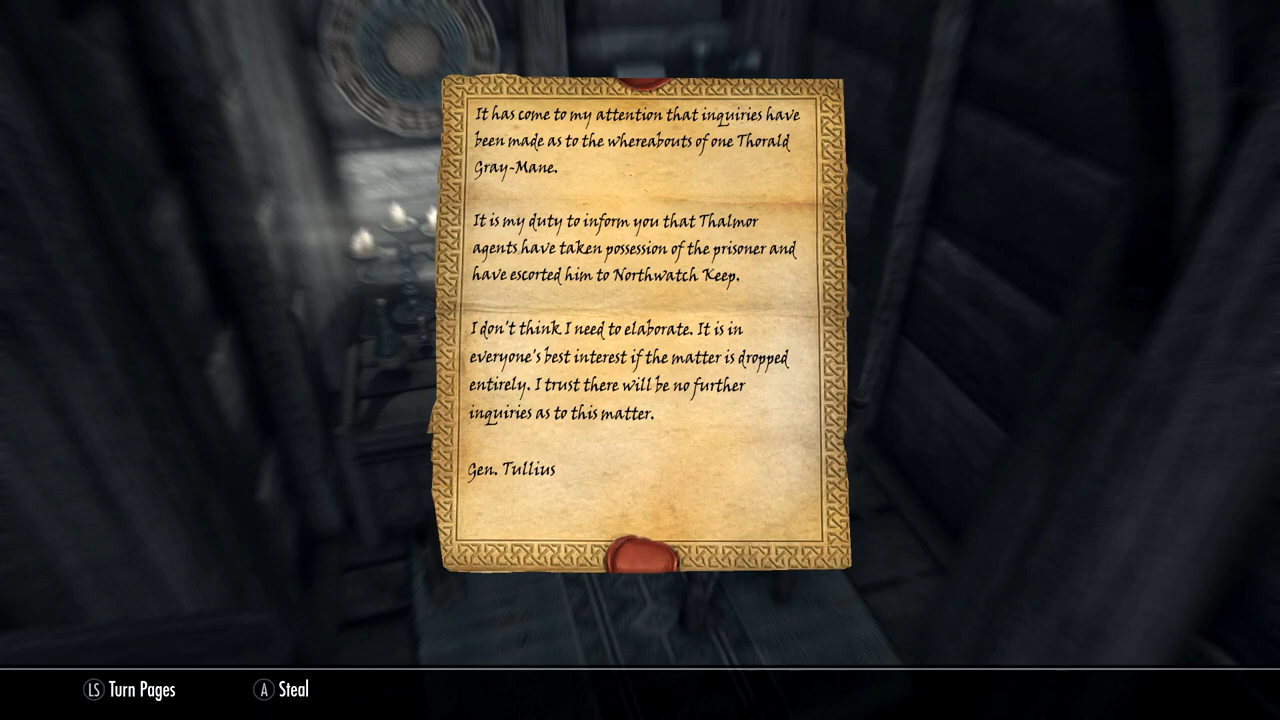 It has come to my attention that inquiries have
been made as to the whereabouts of one Thorald
Gray-Mane.
It is my duty to inform you that Thalmor
agents have taken possession of the prisoner and
have escorted him to Northwatch Keep.
I don't think I need to elaborate. It is in
everyone's best interest if the matter is dropped
entirely. I trust there will be no further
inquiries as to this matter.
Gen. Tullius
LS Turn Pages
A Steal